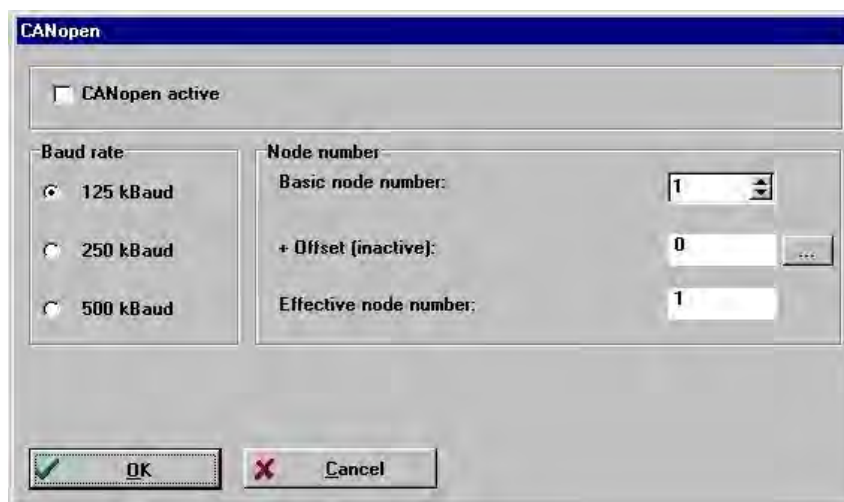 CANopen
CANopen active
Baud rate
125 kBaud
250 kBaud
500 kBaud
Node number
Basic node number: 1
+ Offset (inactive): 0 ...
Effective node number: 1
OK
Cancel